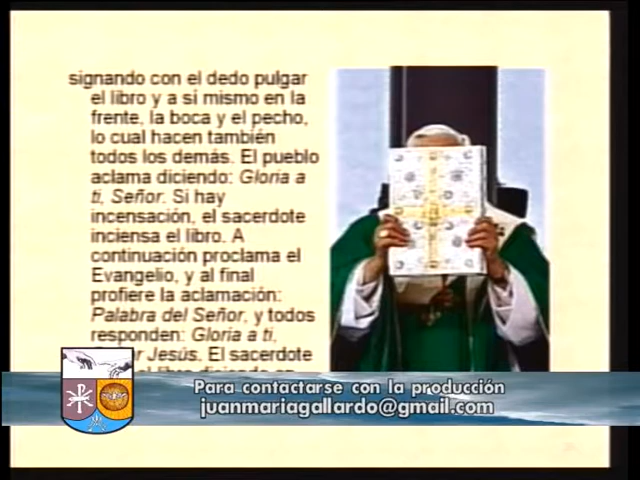 signando con el dedo pulgar
el libro y a sí mismo en la
frente, la boca y el pecho,
lo cual hacen también
todos los demás. El pueblo
aclama diciendo: Gloria a
ti, Señor. Si hay
incensación, el sacerdote
inciensa el libro. A
continuación proclama el
Evangelio, y al final
profiere la aclamación:
Palabra del Señor, y todos
responden: Gloria a ti,
Jesús. El sacerdote
Para contactarse con la producción
juanmariagallardo@gmail.com